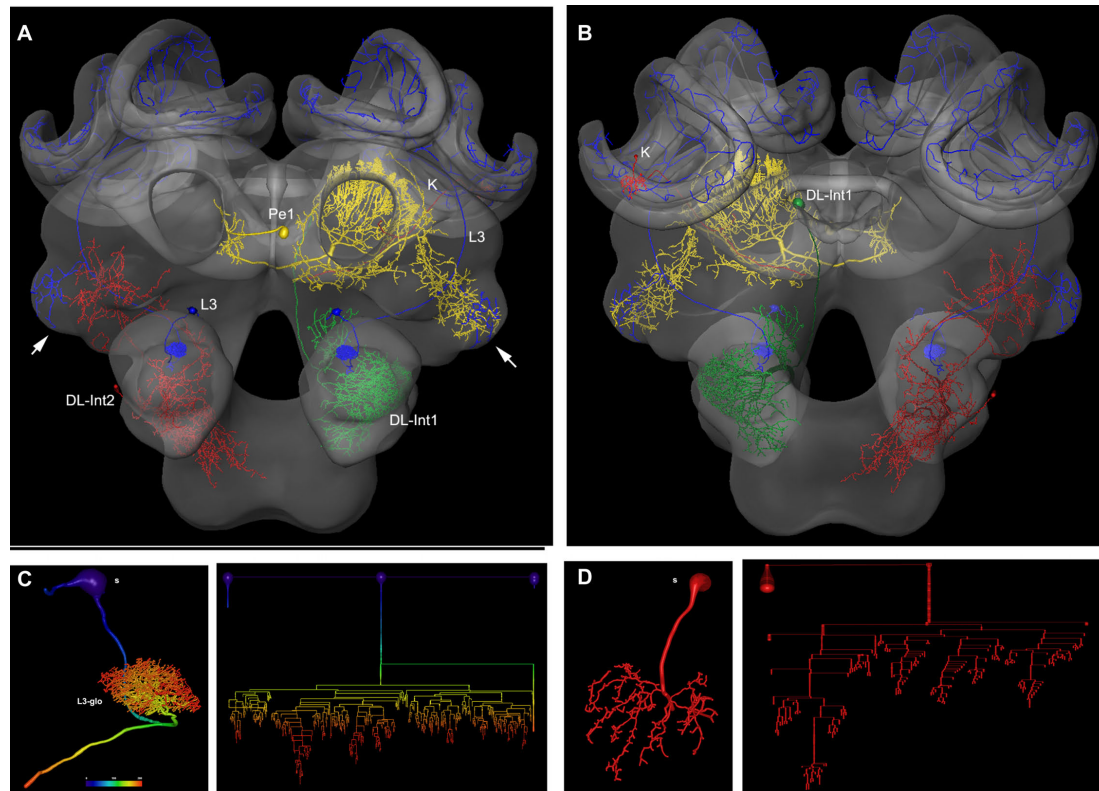 A
B
K
K
Pe1
DL-Int1
L3
L3
DL-Int2
DL-Int1
C
s
D
s
L3-glo